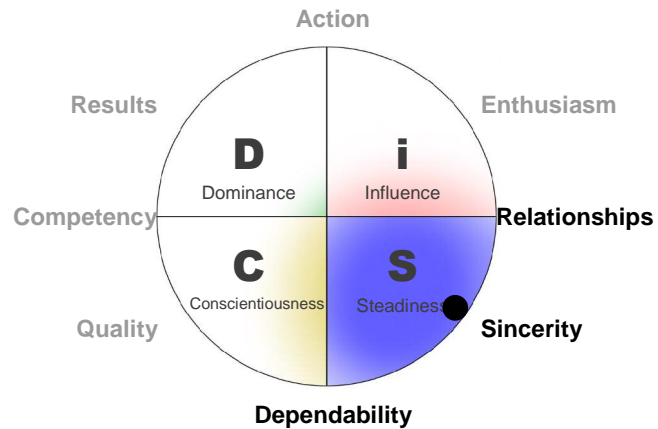 Action
Results
Enthusiasm
D
i
Dominance
Influence
Competency
Relationships
C
S
Conscientiousness
Steadiness
Quality
Sincerity
Dependability